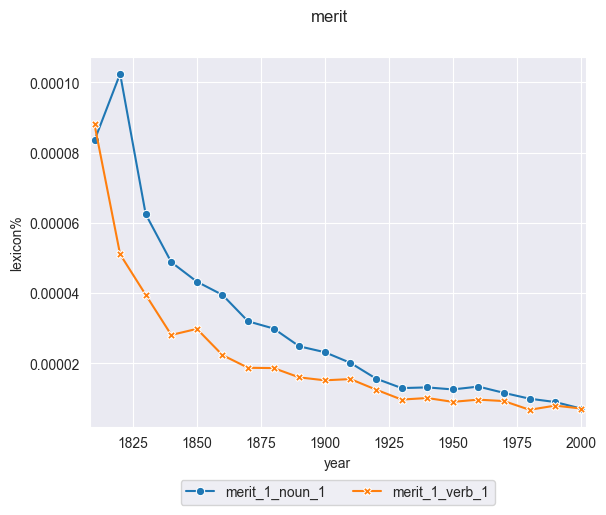 merit
0.00010
0.00008
0.00006
0.00004
0.00002
lexicon%
1825 1850 1875 1900 1925 1950 1975 2000
year
merit_1_noun_1 merit_1_verb_1